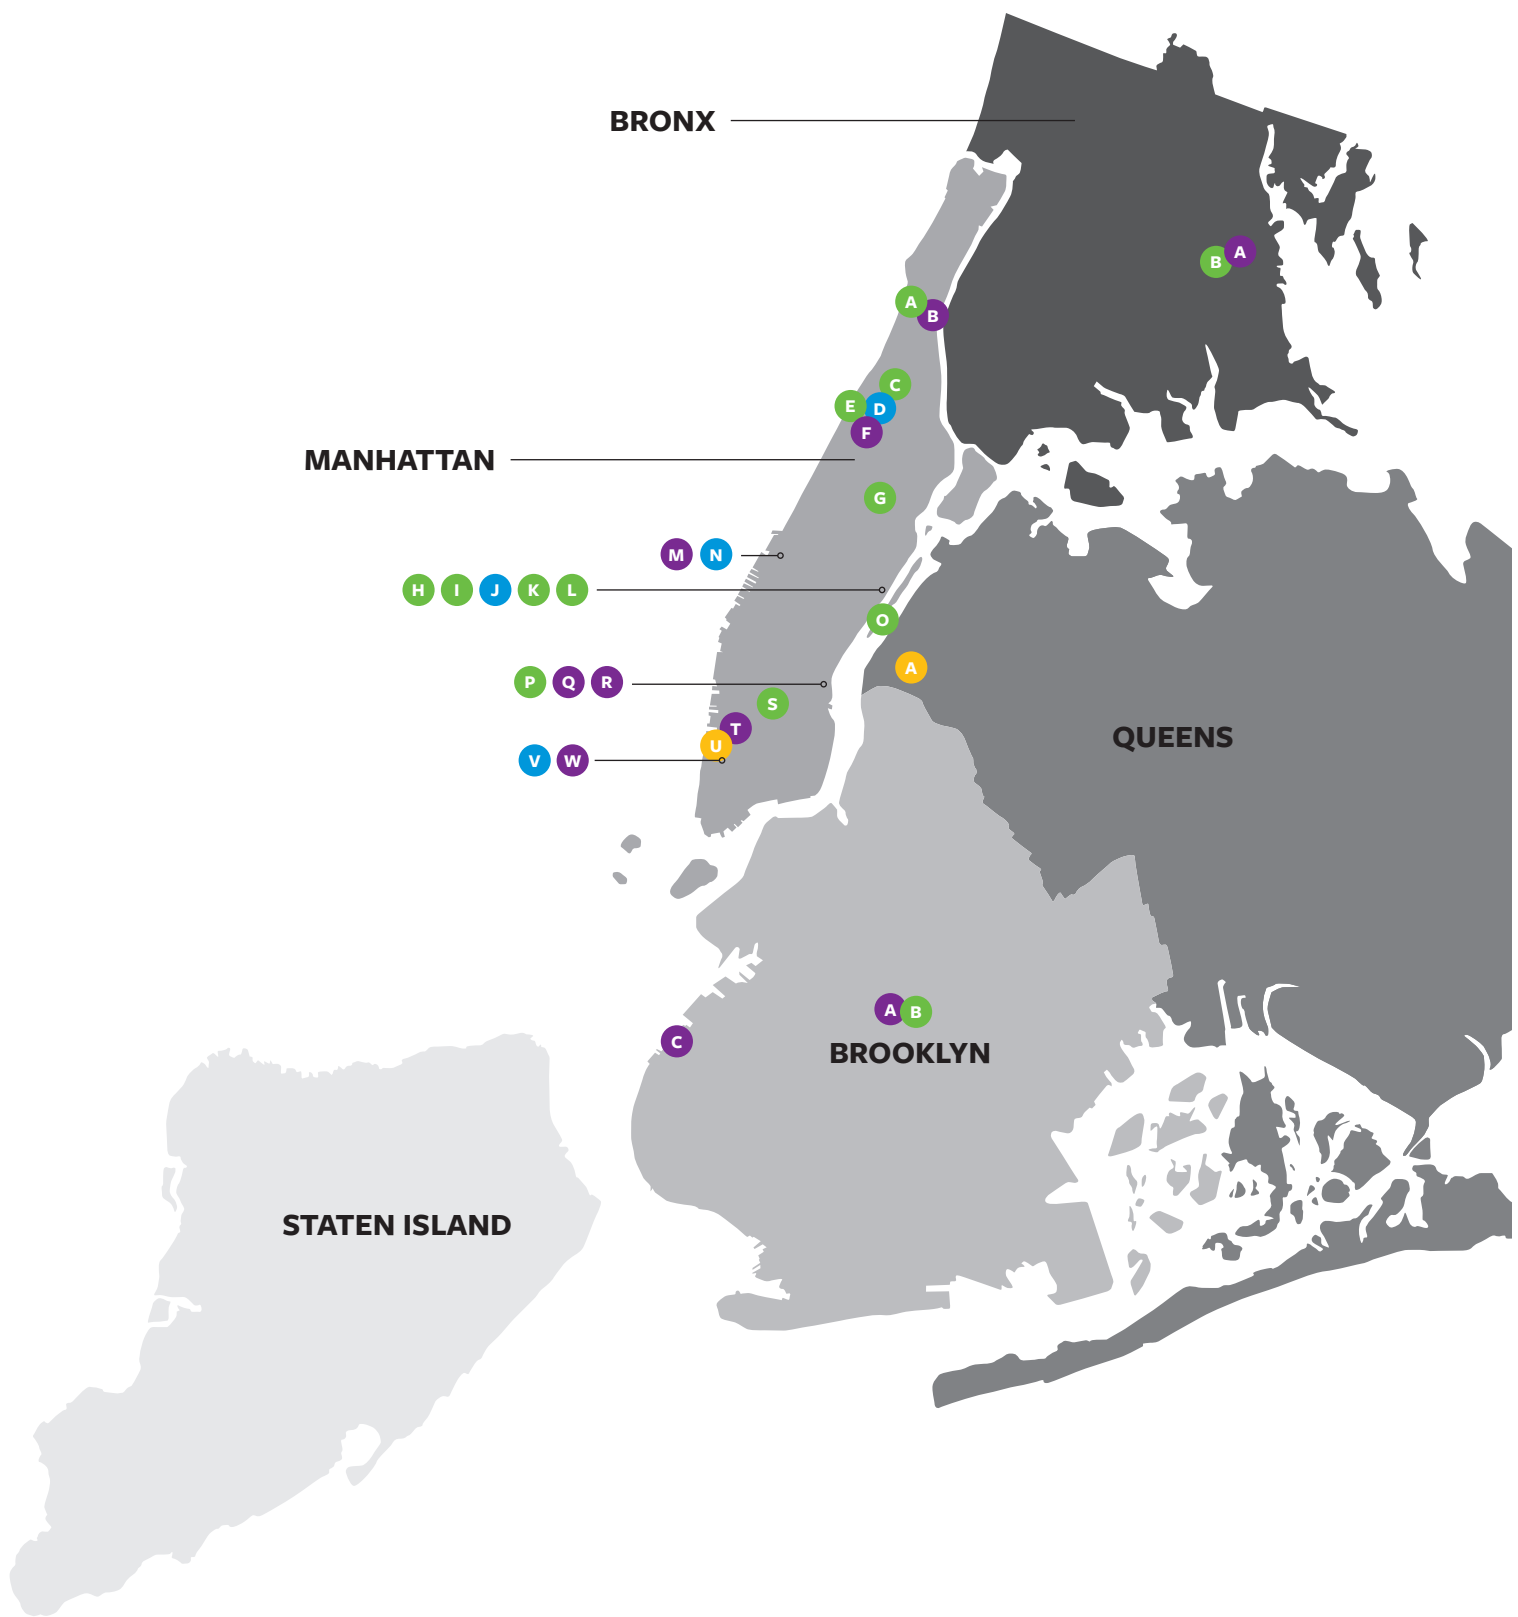 BRONX
B A
A
B
C
E D
F
MANHATTAN
G
M N
H I J K L
O
A
P Q R
S
T
QUEENS
U
V W
A B
C
BROOKLYN
STATEN ISLAND